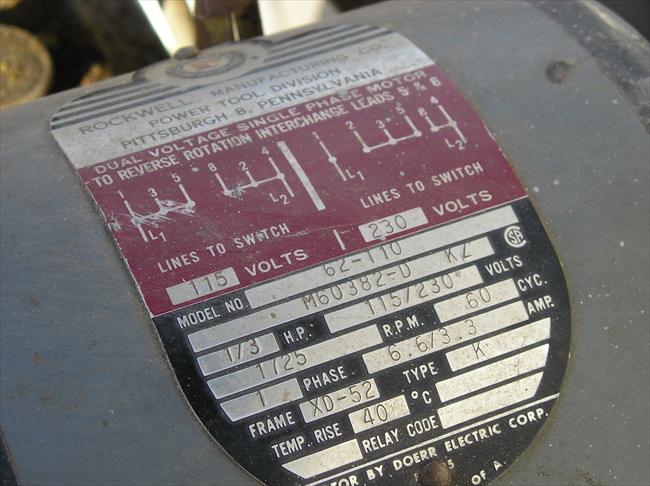 ROCKWELL MANUFACTURING CO.
POWER TOOL DIVISION
PITTSBURGH 8, PENNSYLVANIA
DUAL VOLTAGE SINGLE PHASE MOTOR
TO REVERSE ROTATION INTERCHANGE LEADS 5 & 8
1 3 5 8 2 4 1 2 3 5 8 4
L1 L2 L1 L2
LINES TO SWITCH LINES TO SWITCH
115 VOLTS 230 VOLTS
MODEL NO. 62-110
M60382-D KZ
1/3 H.P. 115/230 VOLTS
1725 R.P.M. 60 CYC.
1 PHASE 6.6/3.3 AMP.
FRAME XD-52 TYPE K
TEMP. RISE 40 °C
RELAY CODE
BY DOERR ELECTRIC CORP.
OF A.